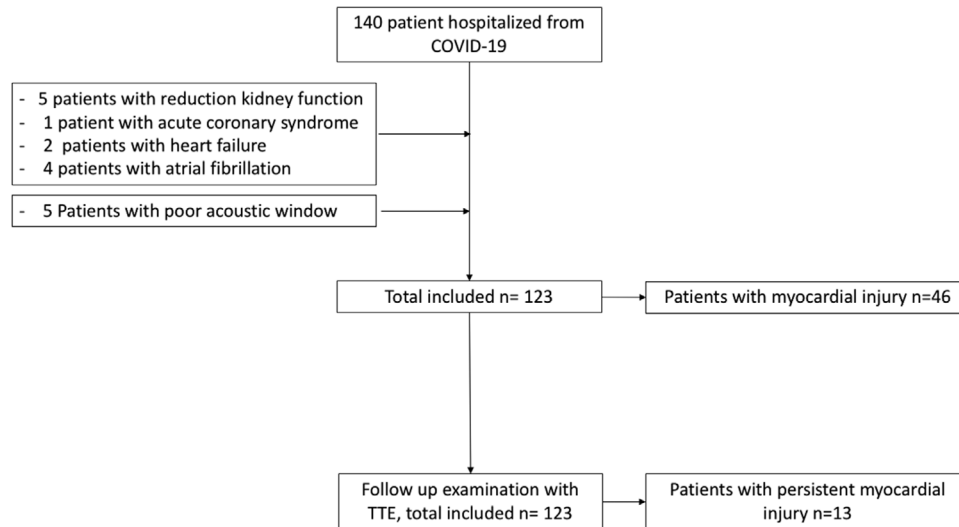 140 patient hospitalized from
COVID-19
- 5 patients with reduction kidney function
- 1 patient with acute coronary syndrome
- 2 patients with heart failure
- 4 patients with atrial fibrillation
- 5 Patients with poor acoustic window
Total included n= 123
Patients with myocardial injury n=46
Follow up examination with
TTE, total included n= 123
Patients with persistent myocardial
injury n=13